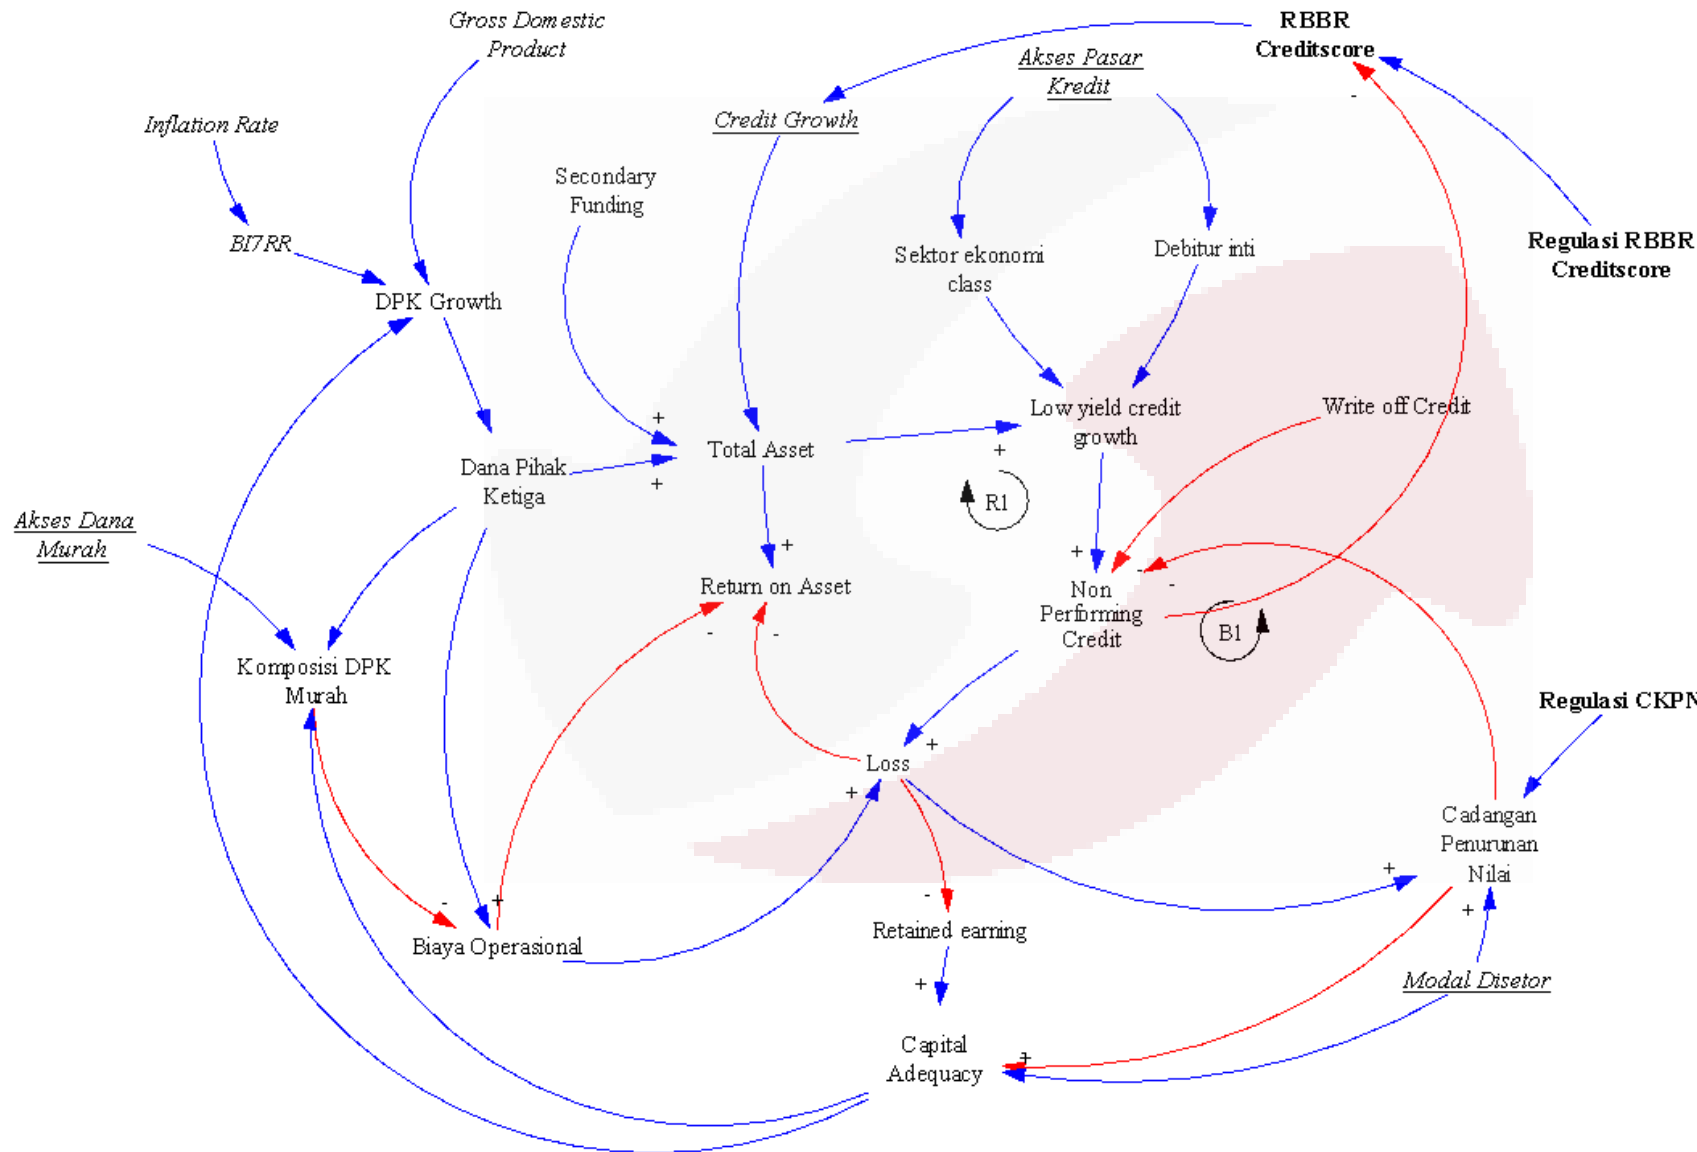 Gross Domestic
Product
RBBR
Creditscore
Akses Pasar
Kredit
-
Credit Growth
Inflation Rate
Secondary
Funding
BI7RR
Sektor ekonomi
class
Debitur inti
Regulasi RBBR
Creditscore
DPK Growth
Low yield credit
growth
Write off Credit
+
Total Asset
+
Dana Pihak
Ketiga
+
R1
Akses Dana
Murah
+
+
-
-
Return on Asset
Non
Performing
Credit
-
-
B1
Komposisi DPK
Murah
Regulasi CKPN
+
Loss
+
Cadangan
Penurunan
Nilai
+
-
+
-
+
Biaya Operasional
Retained earning
+
Modal Disetor
Capital
Adequacy
+